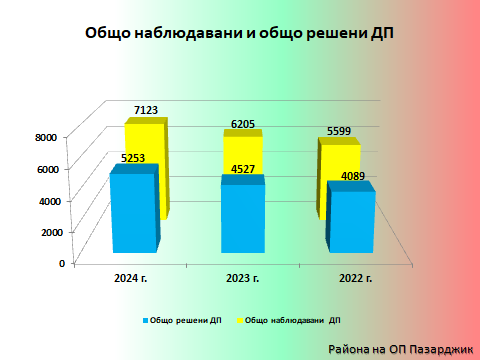 Общо наблюдавани и общо решени ДП
7123
6205
5599
8000
5253
4527
4089
6000
4000
2000
0
2024 г.
2023 г.
2022 г.
Общо решени ДП
Общо наблюдавани ДП
Района на ОП Пазарджик